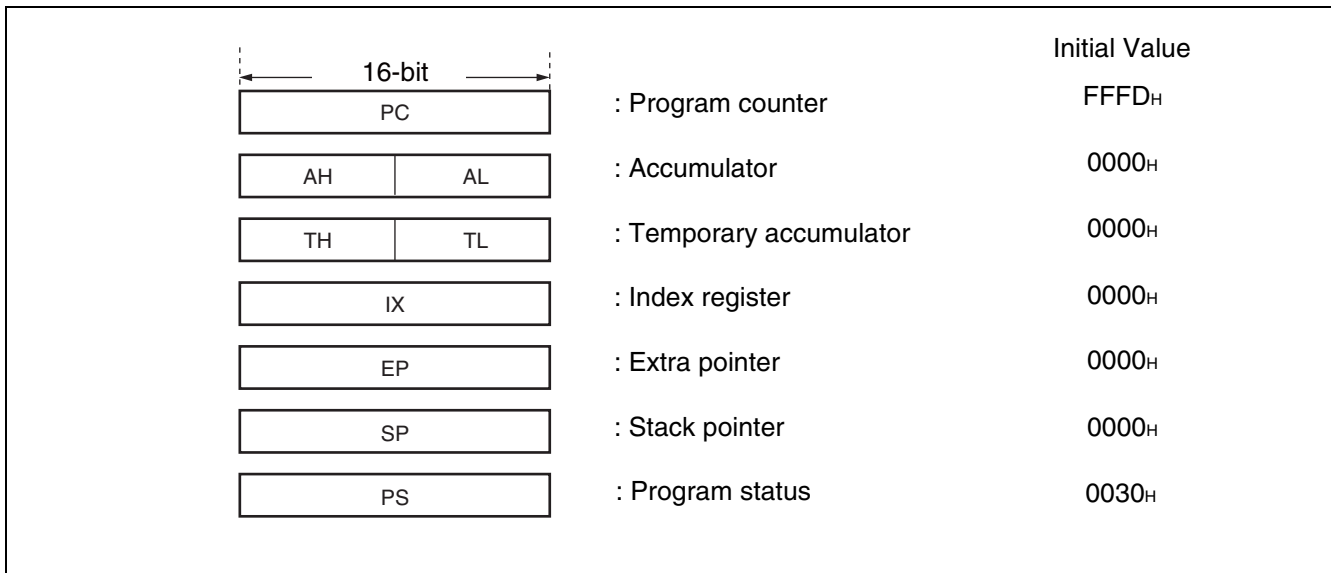 Initial Value
16-bit
PC : Program counter FFFDH
AH AL : Accumulator 0000H
TH TL : Temporary accumulator 0000H
IX : Index register 0000H
EP : Extra pointer 0000H
SP : Stack pointer 0000H
PS : Program status 0030H